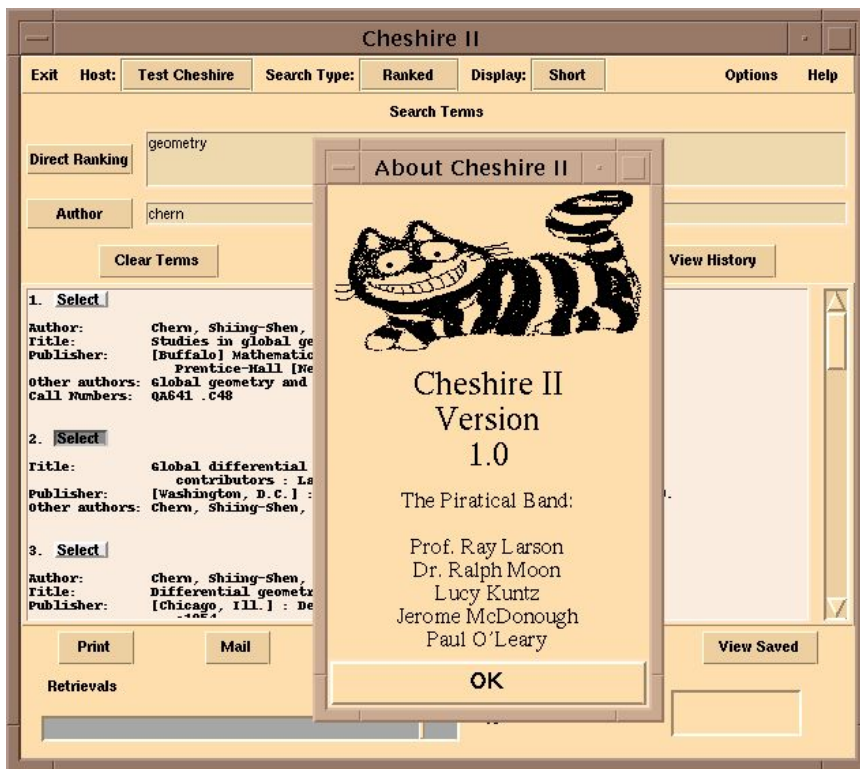 Cheshire II
Exit Host: Test Cheshire Search Type: Ranked Display: Short Options Help
Search Terms
Direct Ranking geometry
Author chern
Clear Terms View History
1. Select
Author: Chern, Shiing-Shen,
Title: Studies in global ge
Publisher: [Buffalo] Mathematic
Prentice-Hall [Ne
Other authors: Global geometry and
Call Numbers: QA641 .C48
2. Select
Title: Global differential
contributors : La
Publisher: [Washington, D.C.] :
Other authors: Chern, Shiing-Shen,
3. Select
Author: Chern, Shiing-Shen,
Title: Differential geometr
Publisher: [Chicago, Ill.] : De
Print Mail View Saved
Retrievals
About Cheshire II
Cheshire II
Version
1.0
The Piratical Band:
Prof. Ray Larson
Dr. Ralph Moon
Lucy Kuntz
Jerome McDonough
Paul O'Leary
OK